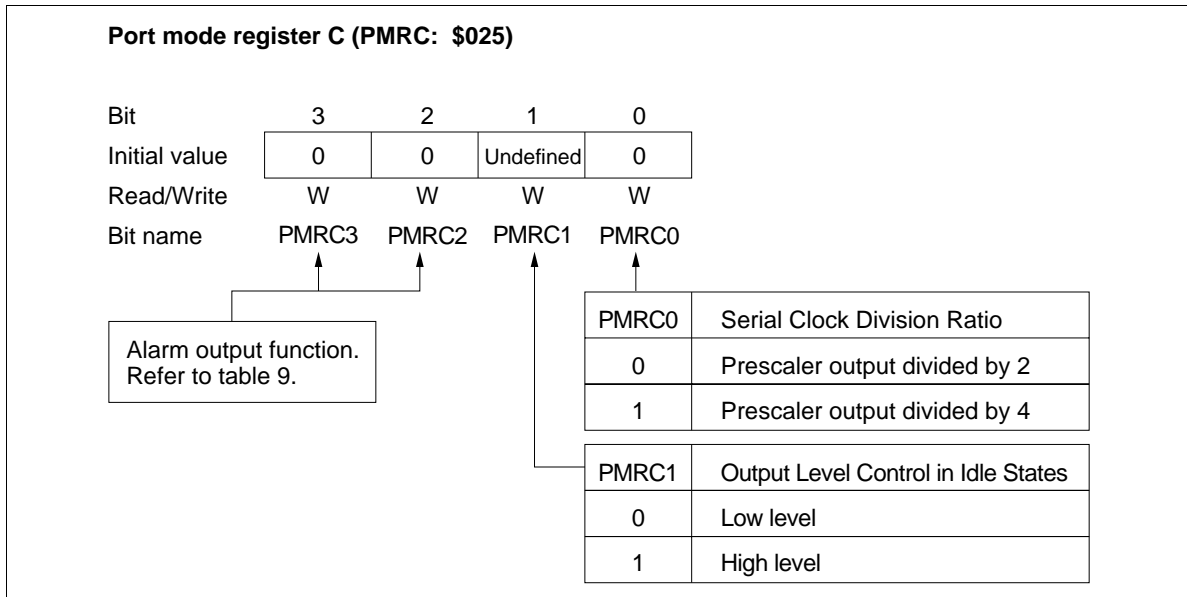 Port mode register C (PMRC: $025)
Bit 3 2 1 0
Initial value 0 0 Undefined 0
Read/Write W W W W
Bit name PMRC3 PMRC2 PMRC1 PMRC0
Alarm output function.
Refer to table 9.
PMRC0 Serial Clock Division Ratio
0 Prescaler output divided by 2
1 Prescaler output divided by 4
PMRC1 Output Level Control in Idle States
0 Low level
1 High level